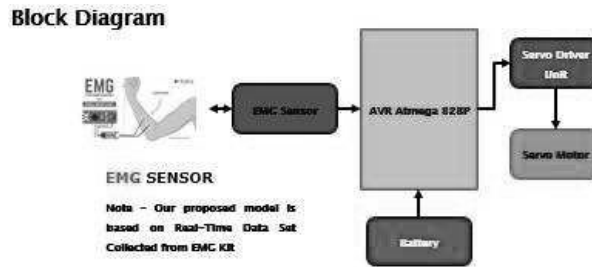 Block Diagram
EMG
EMG Sensor
AVR Atmega 328P
Servo Driver
Unit
Servo Motor
Battery
EMG SENSOR
Note - Our proposed model is
based on Real-Time Data Set
Collected from EMG Kit